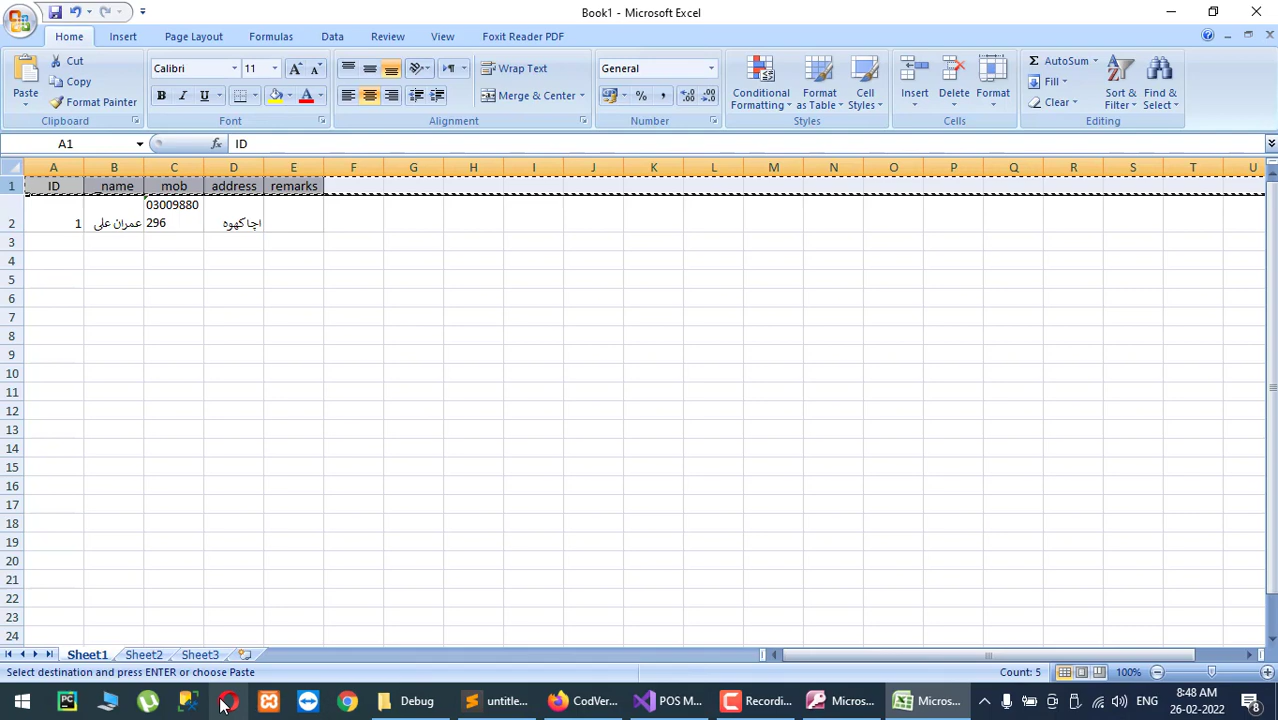 Book1 - Microsoft Excel
Home Insert Page Layout Formulas Data Review View Foxit Reader PDF
Paste
Cut
Copy
Format Painter
Clipboard
Calibri 11
B I U A
Font
Wrap Text
Merge & Center
Alignment
General
% ,
Number
Conditional Formatting
Format as Table
Cell Styles
Styles
Insert Delete Format
Cells
AutoSum
Fill
Clear
Sort & Filter
Find & Select
Editing
A1 fx ID
A B C D E F G H I J K L M N O P Q R S T U
1 ID name mob address remarks
2 1 عمران علی 03009880296 اچاکھوہ
3
4
5
6
7
8
9
10
11
12
13
14
15
16
17
18
19
20
21
22
23
24
Sheet1 Sheet2 Sheet3
Select destination and press ENTER or choose Paste Count: 5 100%
Debug untitle... CodVer... POS M... Recordi... Micros... Micros... ENG 8:48 AM
26-02-2022 8